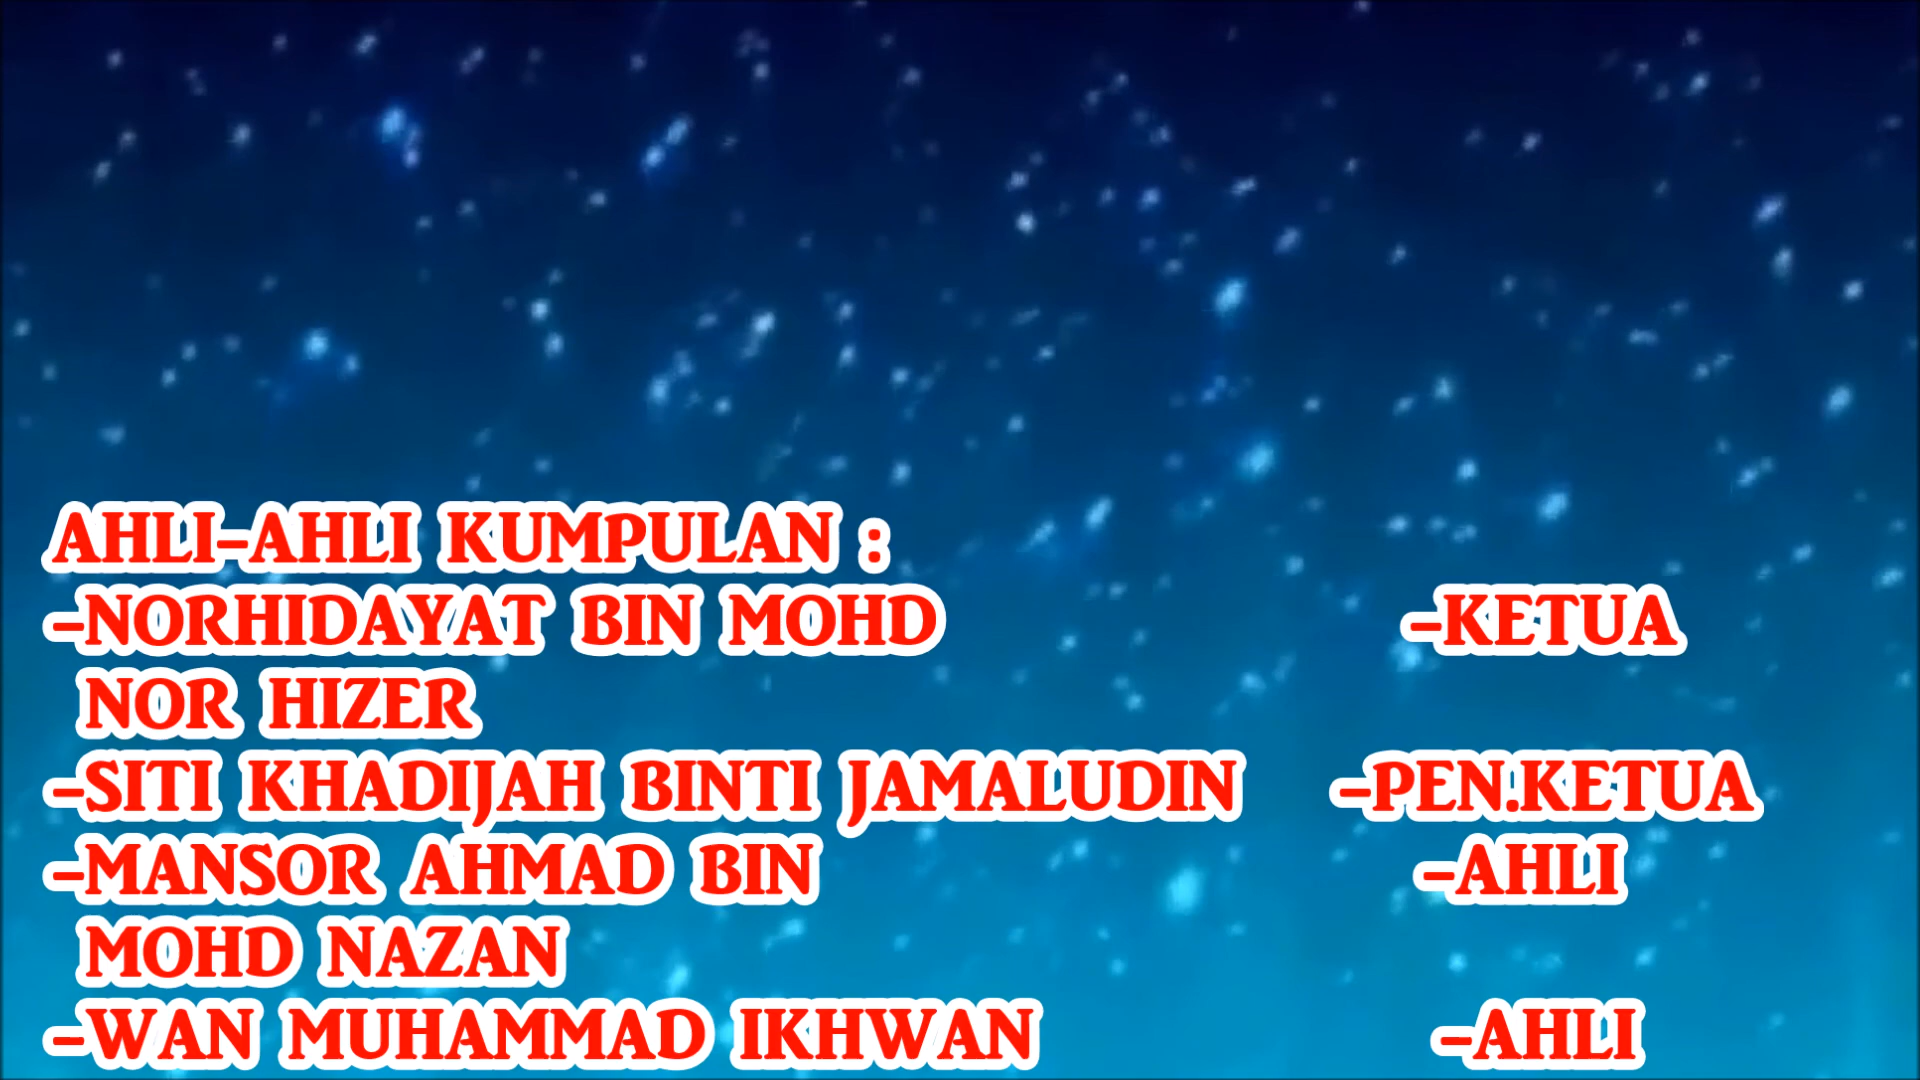 AHLI-AHLI KUMPULAN :
-NORHIDAYAT BIN MOHD -KETUA
NOR HIZER
-SITI KHADIJAH BINTI JAMALUDIN -PEN.KETUA
-MANSOR AHMAD BIN -AHLI
MOHD NAZAN
-WAN MUHAMMAD IKHWAN -AHLI